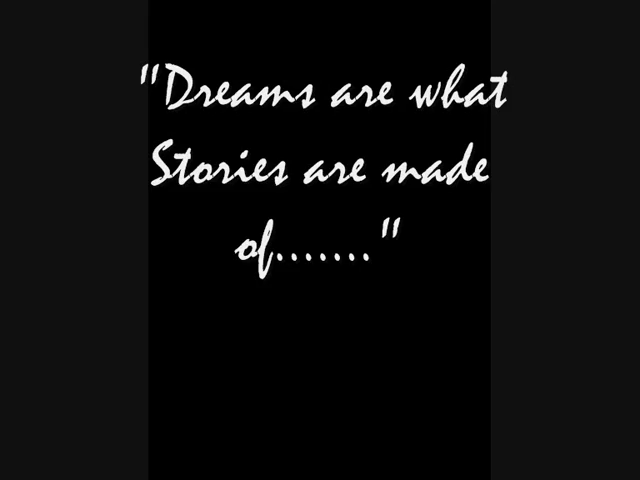 "Dreams are what
Stories are made
of......."